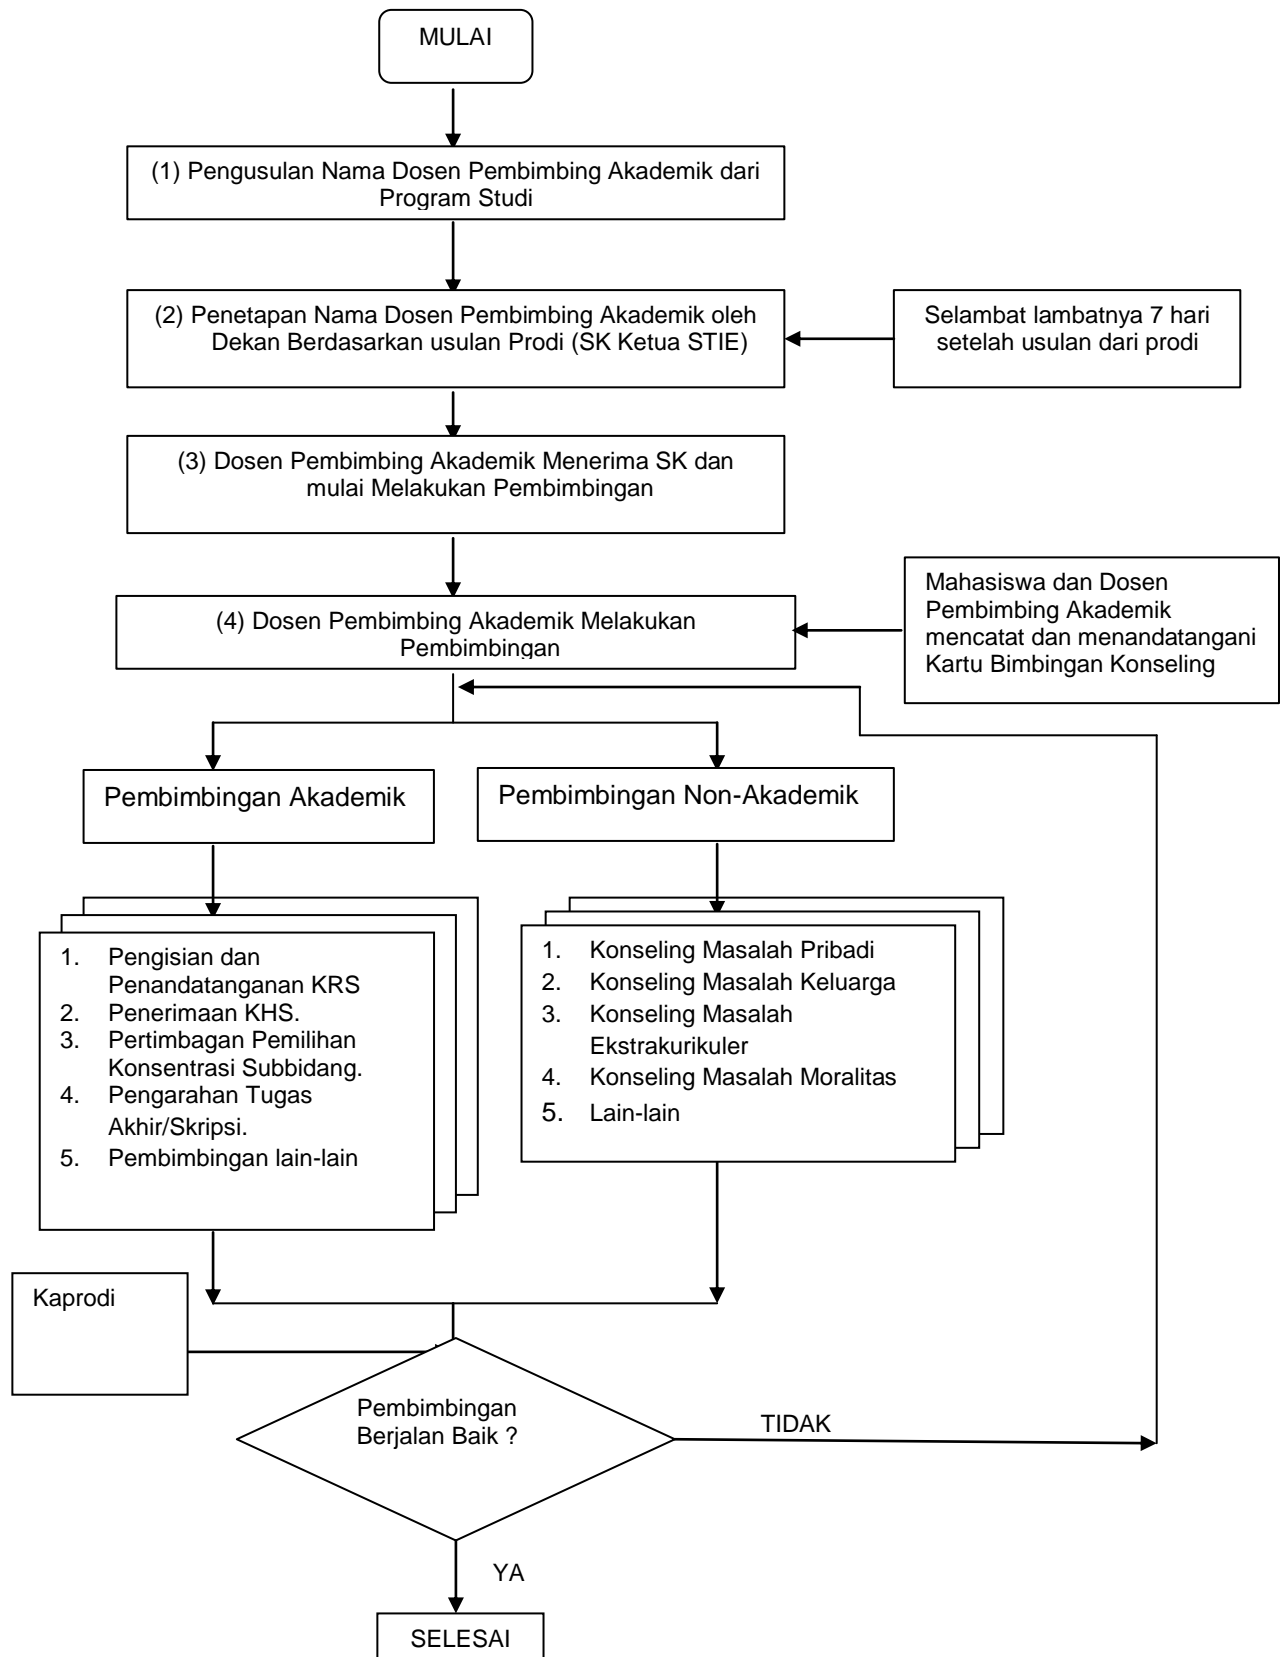 MULAI
(1) Pengusulan Nama Dosen Pembimbing Akademik dari
Program Studi
(2) Penetapan Nama Dosen Pembimbing Akademik oleh
Dekan Berdasarkan usulan Prodi (SK Ketua STIE)
Selambat lambatnya 7 hari
setelah usulan dari prodi
(3) Dosen Pembimbing Akademik Menerima SK dan
mulai Melakukan Pembimbingan
(4) Dosen Pembimbing Akademik Melakukan
Pembimbingan
Mahasiswa dan Dosen
Pembimbing Akademik
mencatat dan menandatangani
Kartu Bimbingan Konseling
Pembimbingan Akademik
Pembimbingan Non-Akademik
1. Pengisian dan
Penandatanganan KRS
2. Penerimaan KHS.
3. Pertimbagan Pemilihan
Konsentrasi Subbidang.
4. Pengarahan Tugas
Akhir/Skripsi.
5. Pembimbingan lain-lain
1. Konseling Masalah Pribadi
2. Konseling Masalah Keluarga
3. Konseling Masalah
Ekstrakurikuler
4. Konseling Masalah Moralitas
5. Lain-lain
Kaprodi
Pembimbingan
Berjalan Baik ?
TIDAK
YA
SELESAI